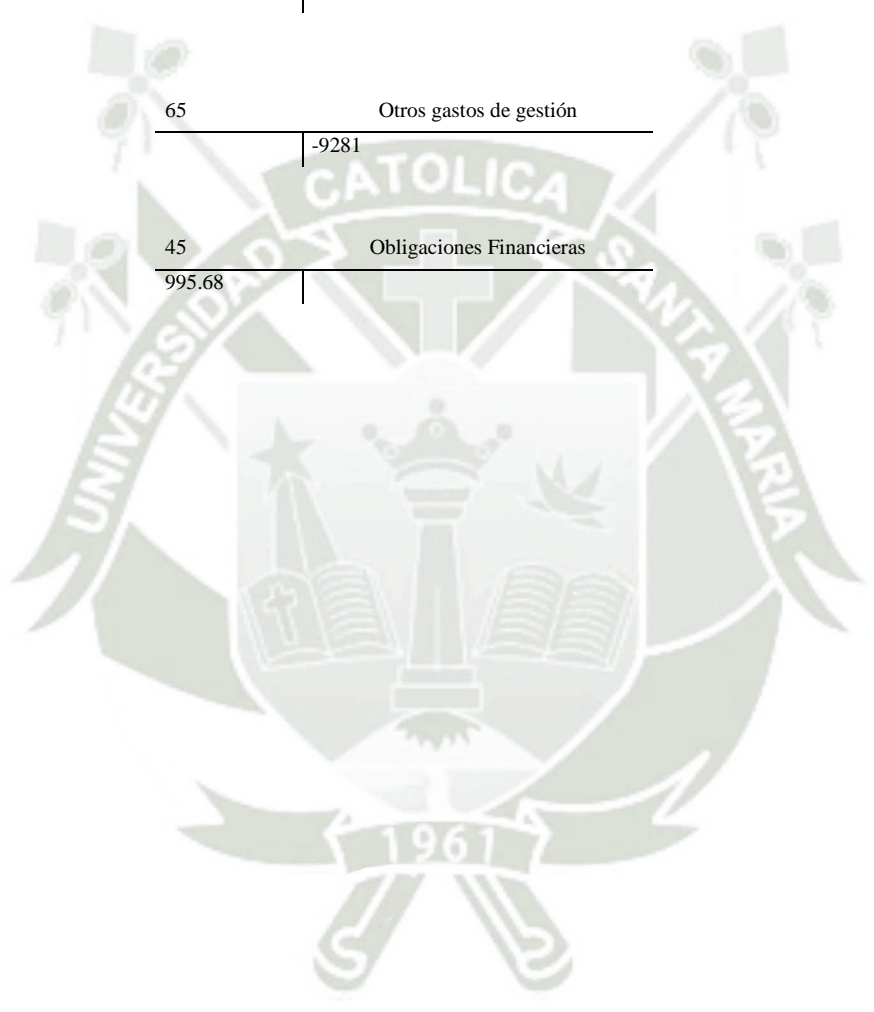 65 Otros gastos de gestión
-9281
45 Obligaciones Financieras
995.68
UNIVERSIDAD CATOLICA SANTA MARIA
1961